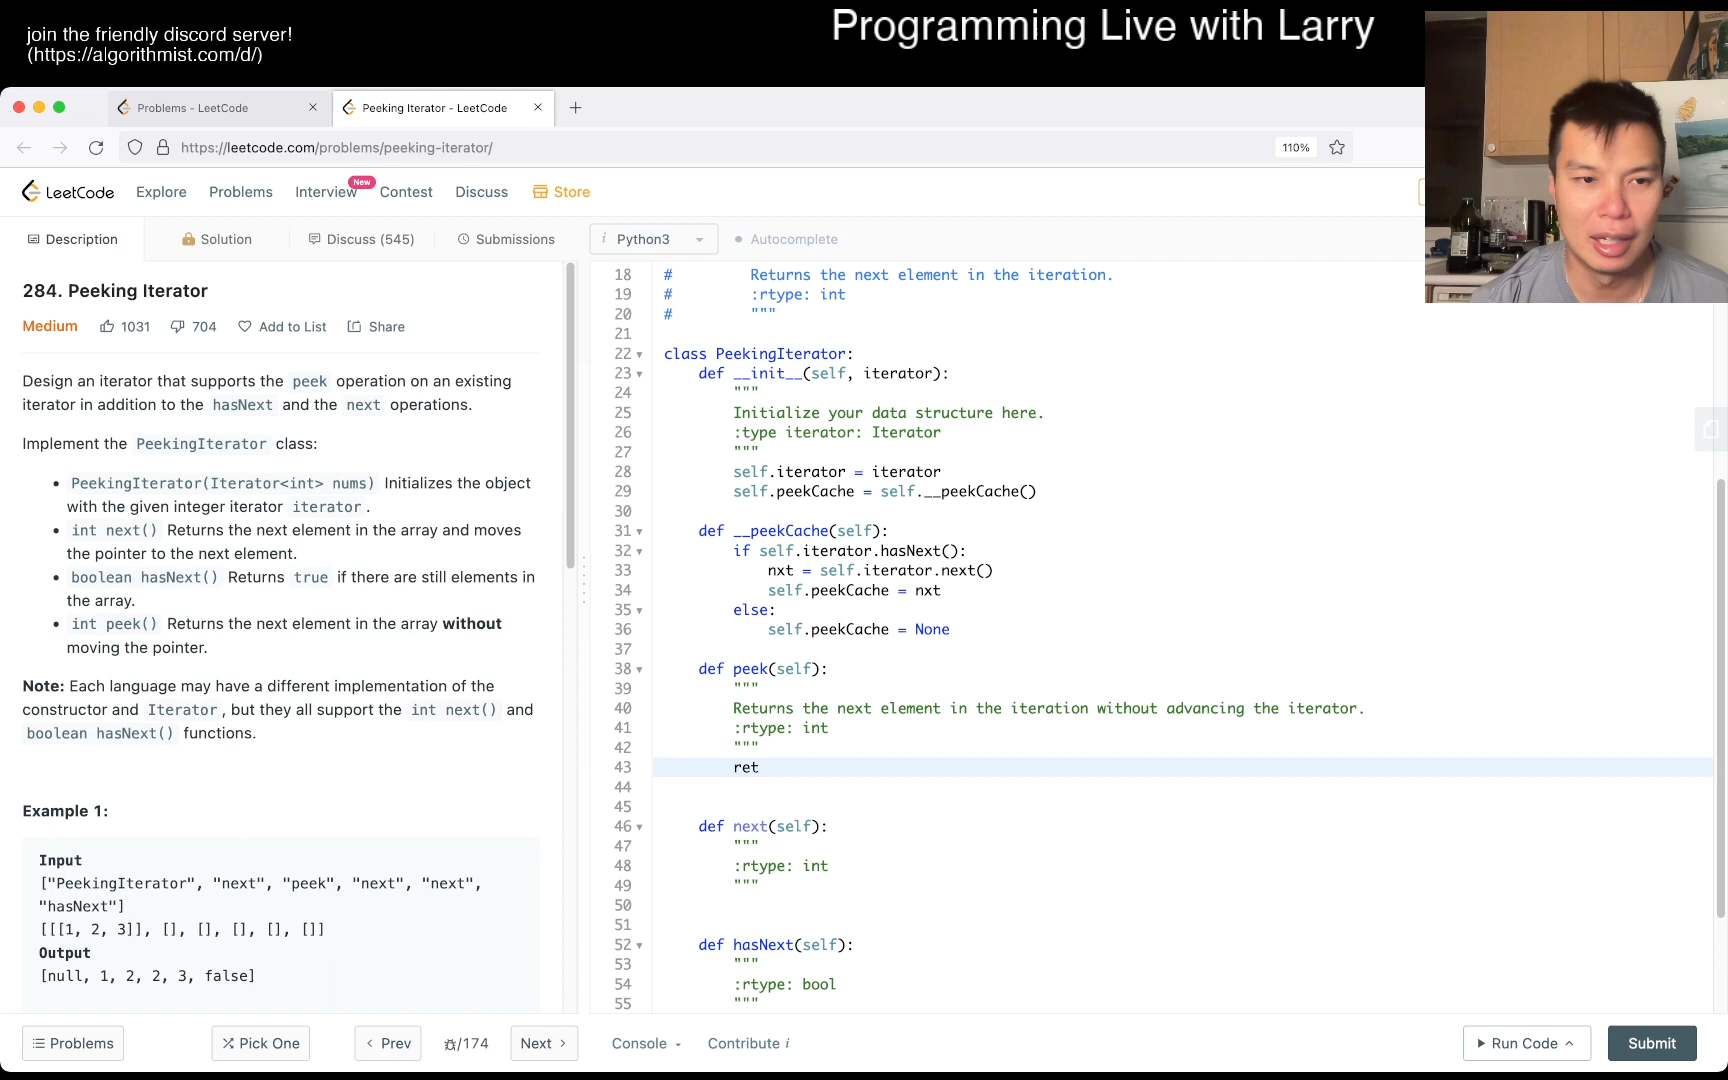 join the friendly discord server!
(https://algorithmist.com/d/)
Programming Live with Larry
Problems - LeetCode
Peeking Iterator - LeetCode
https://leetcode.com/problems/peeking-iterator/
110%
LeetCode
Explore
Problems
Interview
New
Contest
Discuss
Store
Description
Solution
Discuss (545)
Submissions
i Python3
Autocomplete
284. Peeking Iterator
Medium
1031
704
Add to List
Share
Design an iterator that supports the peek operation on an existing
iterator in addition to the hasNext and the next operations.
Implement the PeekingIterator class:
• PeekingIterator(Iterator<int> nums) Initializes the object
with the given integer iterator iterator .
• int next() Returns the next element in the array and moves
the pointer to the next element.
• boolean hasNext() Returns true if there are still elements in
the array.
• int peek() Returns the next element in the array without
moving the pointer.
Note: Each language may have a different implementation of the
constructor and Iterator , but they all support the int next() and
boolean hasNext() functions.
Example 1:
Input
["PeekingIterator", "next", "peek", "next", "next",
"hasNext"]
[[[1, 2, 3]], [], [], [], [], []]
Output
[null, 1, 2, 2, 3, false]
18 #         Returns the next element in the iteration.
19 #         :rtype: int
20 #         """
21
22 class PeekingIterator:
23     def __init__(self, iterator):
24         """
25         Initialize your data structure here.
26         :type iterator: Iterator
27         """
28         self.iterator = iterator
29         self.peekCache = self.__peekCache()
30
31     def __peekCache(self):
32         if self.iterator.hasNext():
33             nxt = self.iterator.next()
34             self.peekCache = nxt
35         else:
36             self.peekCache = None
37
38     def peek(self):
39         """
40         Returns the next element in the iteration without advancing the iterator.
41         :rtype: int
42         """
43         ret
44
45
46     def next(self):
47         """
48         :rtype: int
49         """
50
51
52     def hasNext(self):
53         """
54         :rtype: bool
55         """
Problems
Pick One
Prev
/174
Next
Console
Contribute i
Run Code
Submit